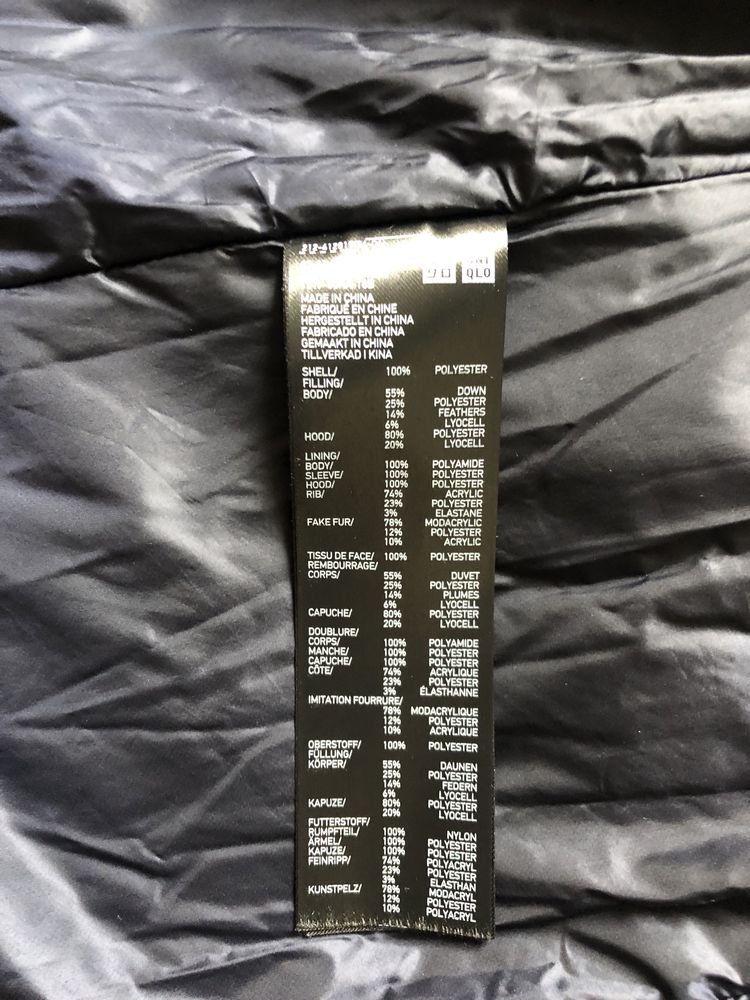 MADE IN CHINA
FABRIQUÉ EN CHINE
HERGESTELLT IN CHINA
FABRICADO EN CHINA
GEMAAKT IN CHINA
TILLVERKAD I KINA
QLO
SHELL/ 100% POLYESTER
FILLING/
BODY/ 55% DOWN
25% POLYESTER
14% FEATHERS
6% LYOCELL
HOOD/ 80% POLYESTER
20% LYOCELL
LINING/
BODY/ 100% POLYAMIDE
SLEEVE/ 100% POLYESTER
HOOD/ 100% POLYESTER
RIB/ 74% ACRYLIC
23% POLYESTER
3% ELASTANE
FAKE FUR/ 78% MODACRYLIC
12% POLYESTER
10% ACRYLIC
TISSU DE FACE/ 100% POLYESTER
REMBOURRAGE/
CORPS/ 55% DUVET
25% POLYESTER
14% PLUMES
6% LYOCELL
CAPUCHE/ 80% POLYESTER
20% LYOCELL
DOUBLURE/
CORPS/ 100% POLYAMIDE
MANCHE/ 100% POLYESTER
CAPUCHE/ 100% POLYESTER
CÔTE/ 74% ACRYLIQUE
23% POLYESTER
3% ÉLASTHANNE
IMITATION FOURRURE/
78% MODACRYLIQUE
12% POLYESTER
10% ACRYLIQUE
OBERSTOFF/ 100% POLYESTER
FÜLLUNG/
KÖRPER/ 55% DAUNEN
25% POLYESTER
14% FEDERN
6% LYOCELL
KAPUZE/ 80% POLYESTER
20% LYOCELL
FUTTERSTOFF/
RUMPFTEIL/ 100% NYLON
ÄRMEL/ 100% POLYESTER
KAPUZE/ 100% POLYESTER
FEINRIPP/ 74% POLYACRYL
23% POLYESTER
3% ELASTHAN
KUNSTPELZ/ 78% MODACRYL
12% POLYESTER
10% POLYACRYL